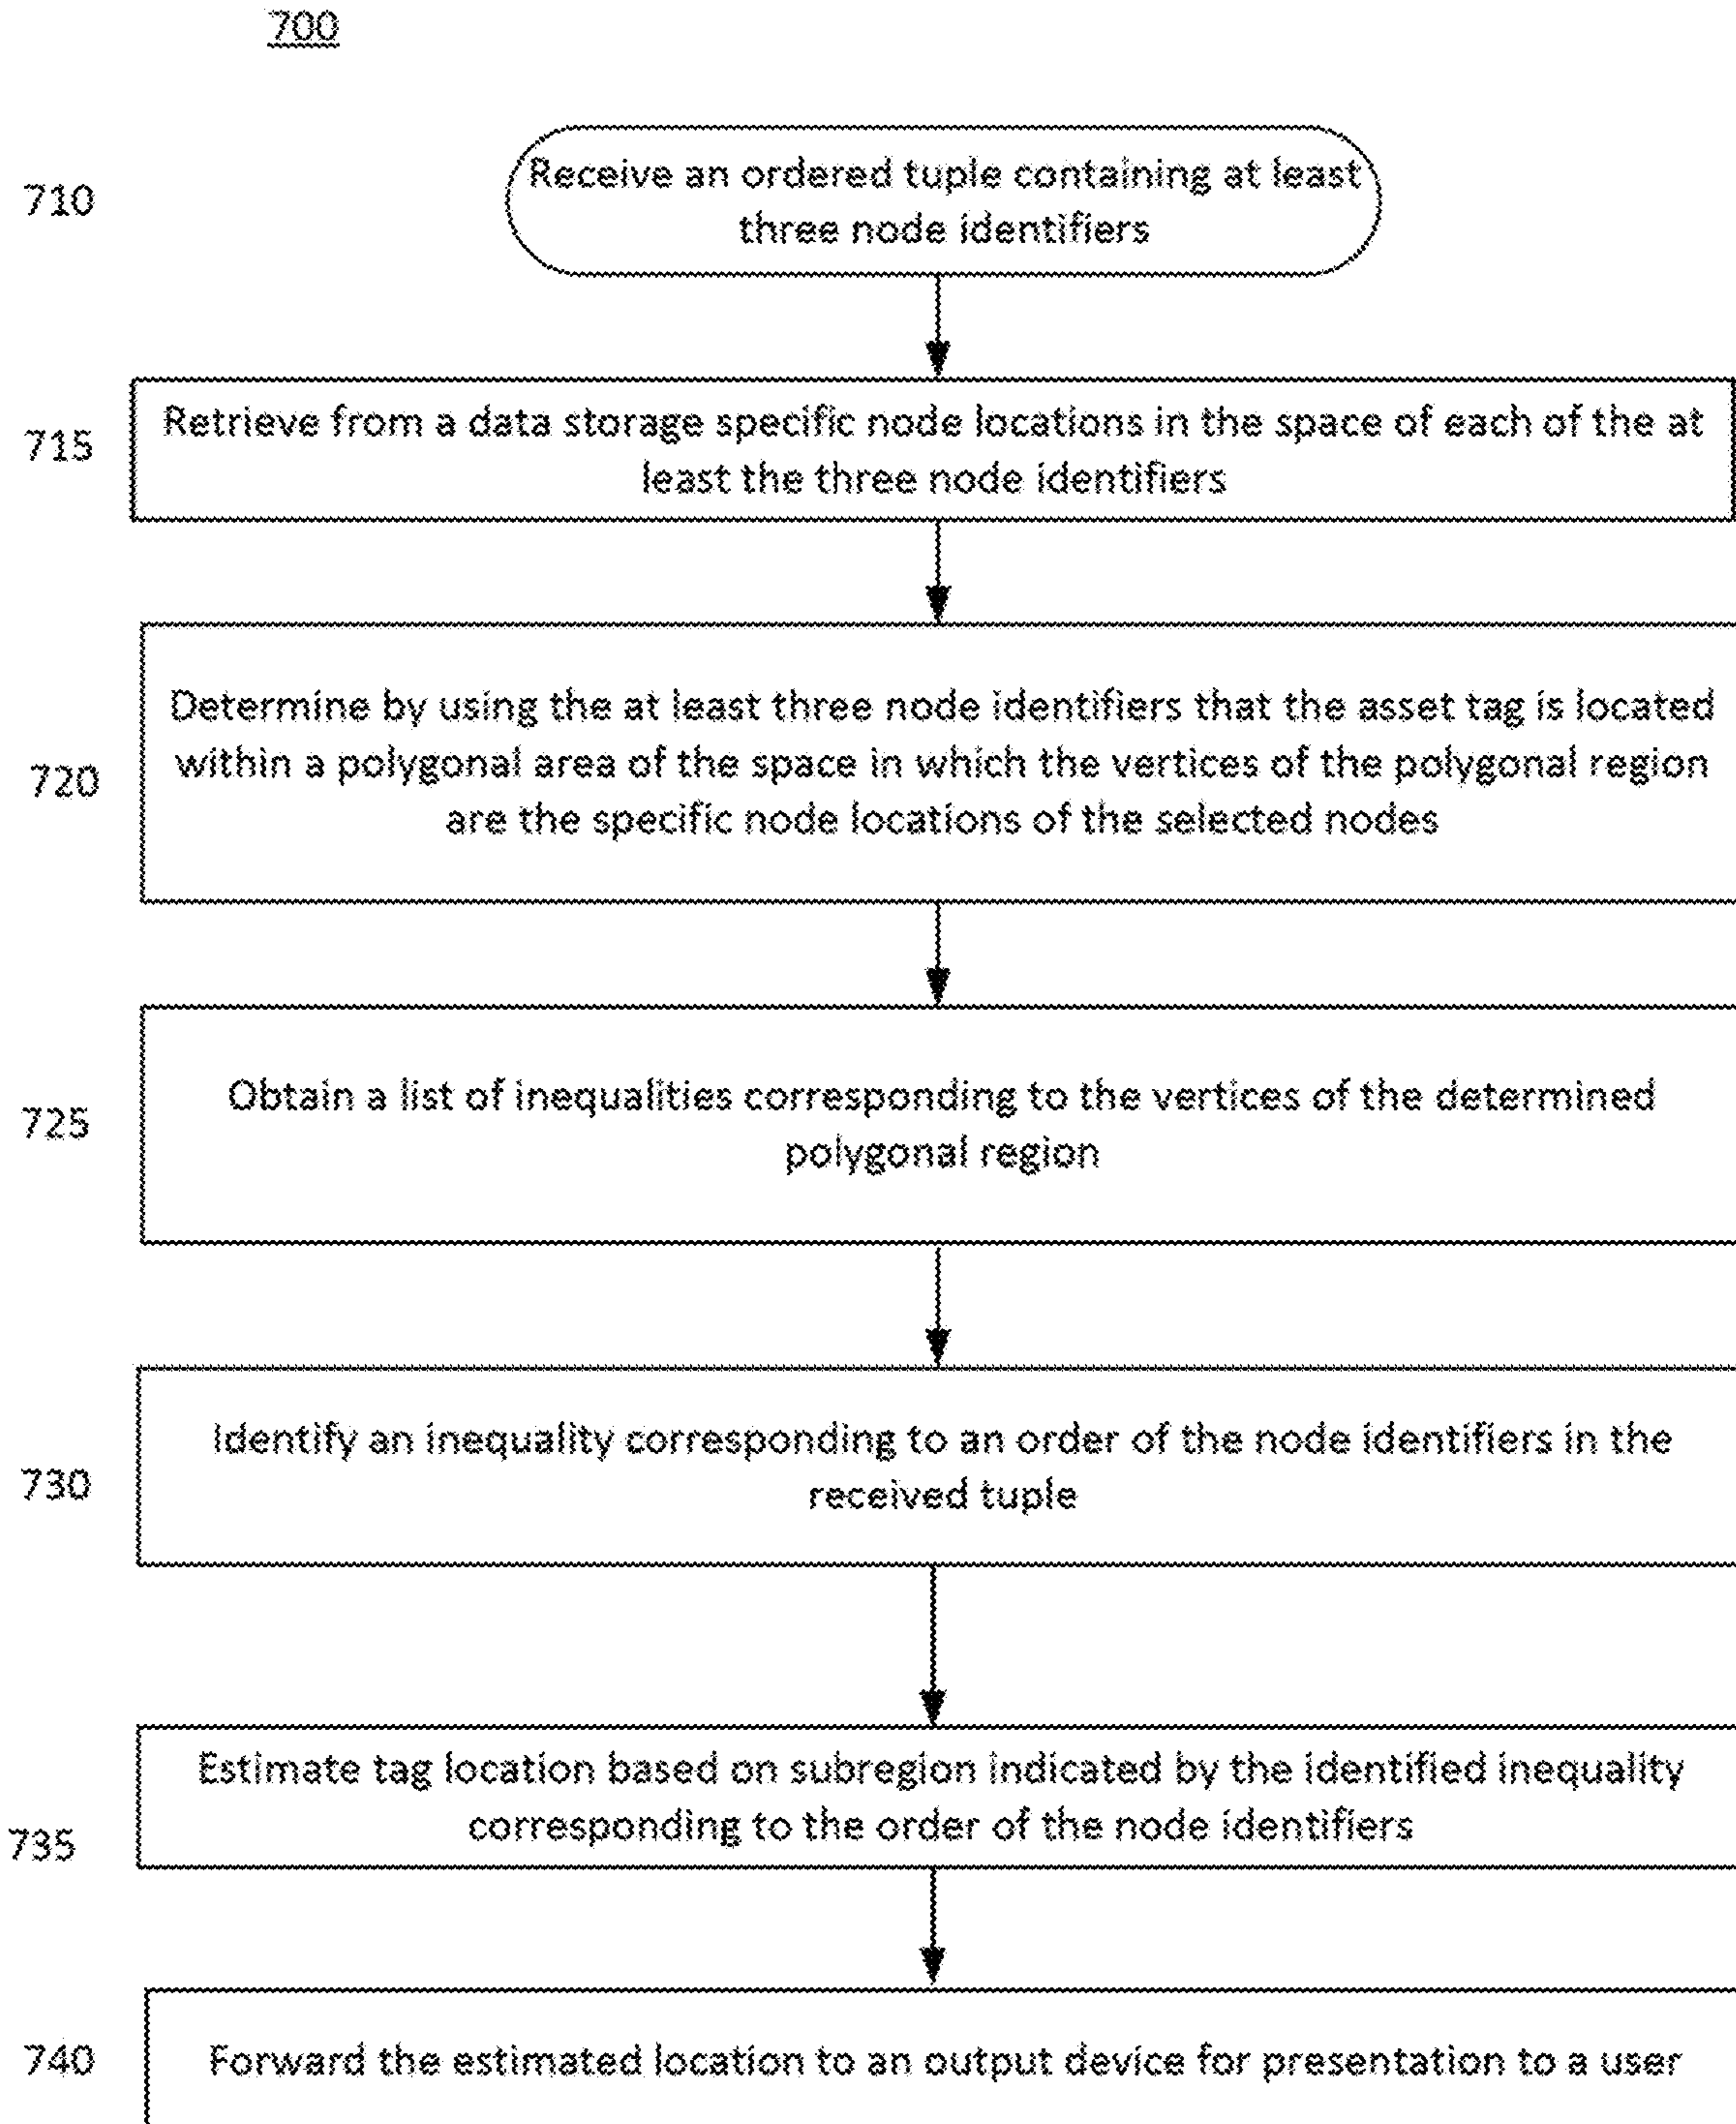 700
710
Receive an ordered tuple containing at least
three node identifiers
715
Retrieve from a data storage specific node locations in the space of each of the at
least the three node identifiers
720
Determine by using the at least three node identifiers that the asset tag is located
within a polygonal area of the space in which the vertices of the polygonal region
are the specific node locations of the selected nodes
725
Obtain a list of inequalities corresponding to the vertices of the determined
polygonal region
730
Identify an inequality corresponding to an order of the node identifiers in the
received tuple
735
Estimate tag location based on subregion indicated by the identified inequality
corresponding to the order of the node identifiers
740
Forward the estimated location to an output device for presentation to a user